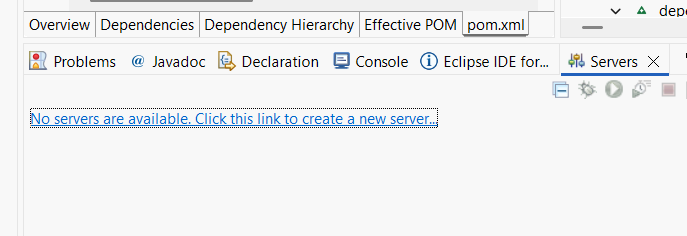 depe
Overview Dependencies Dependency Hierarchy Effective POM pom.xml
Problems @ Javadoc Declaration Console Eclipse IDE for... Servers
No servers are available. Click this link to create a new server...